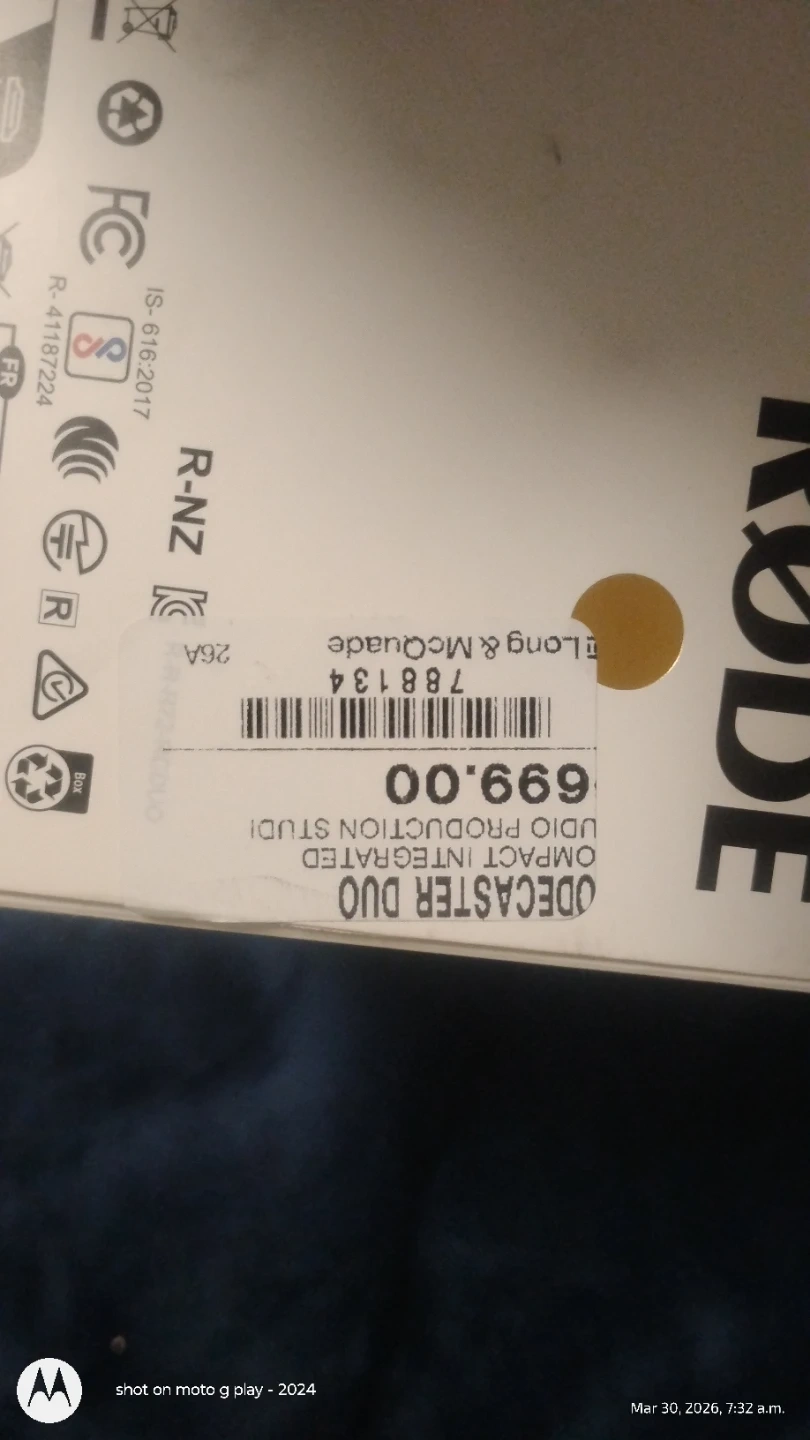 RØDE
IS- 616:2017
R- 41187224
FR
R-NZ
R
Box
ODECASTER DUO
OMPACT INTEGRATED
UDIO PRODUCTION STUDI
699.00
788134
Long & McQuade
26A
shot on moto g play - 2024
Mar 30, 2026, 7:32 a.m.